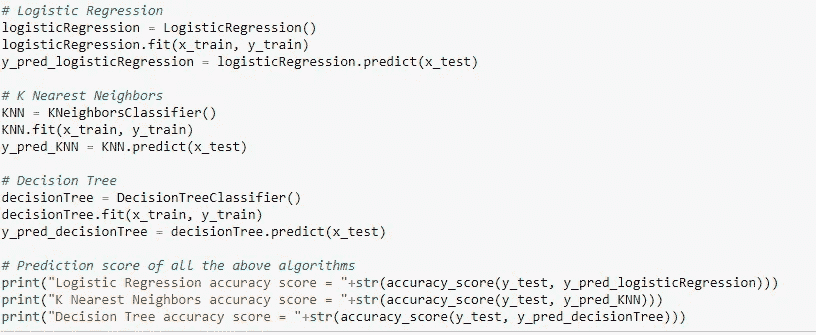 # Logistic Regression
logisticRegression = LogisticRegression()
logisticRegression.fit(x_train, y_train)
y_pred_logisticRegression = logisticRegression.predict(x_test)
# K Nearest Neighbors
KNN = KNeighborsClassifier()
KNN.fit(x_train, y_train)
y_pred_KNN = KNN.predict(x_test)
# Decision Tree
decisionTree = DecisionTreeClassifier()
decisionTree.fit(x_train, y_train)
y_pred_decisionTree = decisionTree.predict(x_test)
# Prediction score of all the above algorithms
print("Logistic Regression accuracy score = "+str(accuracy_score(y_test, y_pred_logisticRegression)))
print("K Nearest Neighbors accuracy score = "+str(accuracy_score(y_test, y_pred_KNN)))
print("Decision Tree accuracy score = "+str(accuracy_score(y_test, y_pred_decisionTree)))